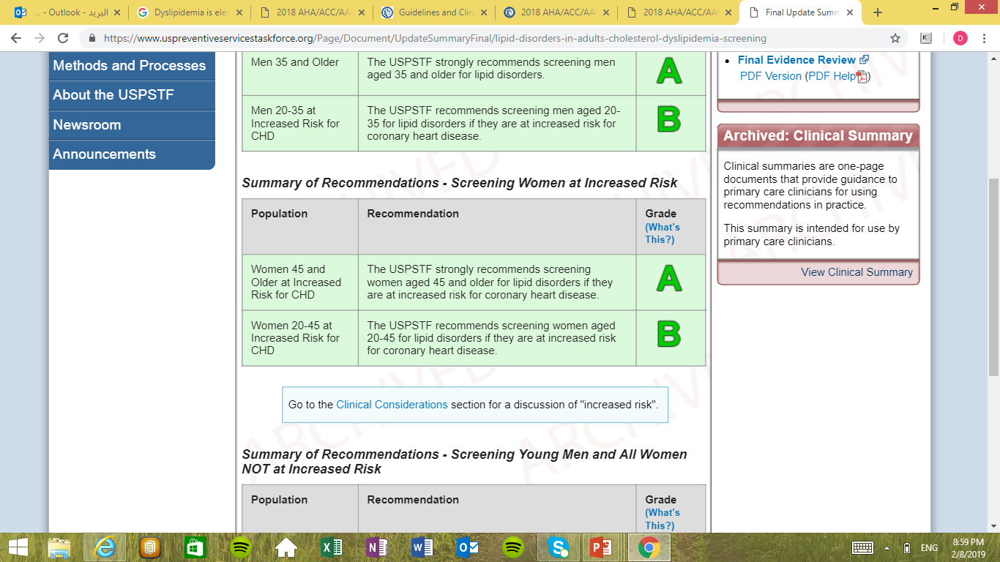 ... - Outlook - البريد
Dyslipidemia is ele
2018 AHA/ACC/AA
Guidelines and Clin
2018 AHA/ACC/AA
2018 AHA/ACC/AA
Final Update Summ
https://www.uspreventiveservicestaskforce.org/Page/Document/UpdateSummaryFinal/lipid-disorders-in-adults-cholesterol-dyslipidemia-screening
K
D
Methods and Processes
About the USPSTF
Newsroom
Announcements
Men 35 and Older
The USPSTF strongly recommends screening men
aged 35 and older for lipid disorders.
A
Men 20-35 at
Increased Risk for
CHD
The USPSTF recommends screening men aged 20-
35 for lipid disorders if they are at increased risk for
coronary heart disease.
B
Summary of Recommendations - Screening Women at Increased Risk
Population
Recommendation
Grade
(What's
This?)
Women 45 and
Older at Increased
Risk for CHD
The USPSTF strongly recommends screening
women aged 45 and older for lipid disorders if they
are at increased risk for coronary heart disease.
A
Women 20-45 at
Increased Risk for
CHD
The USPSTF recommends screening women aged
20-45 for lipid disorders if they are at increased risk
for coronary heart disease.
B
Go to the Clinical Considerations section for a discussion of "increased risk".
Summary of Recommendations - Screening Young Men and All Women
NOT at Increased Risk
Population
Recommendation
Grade
(What's
This?)
Final Evidence Review
PDF Version (PDF Help)
Archived: Clinical Summary
Clinical summaries are one-page
documents that provide guidance to
primary care clinicians for using
recommendations in practice.
This summary is intended for use by
primary care clinicians.
View Clinical Summary
ARCHIVED
ARCHIVED
ENG
8:59 PM
2/8/2019